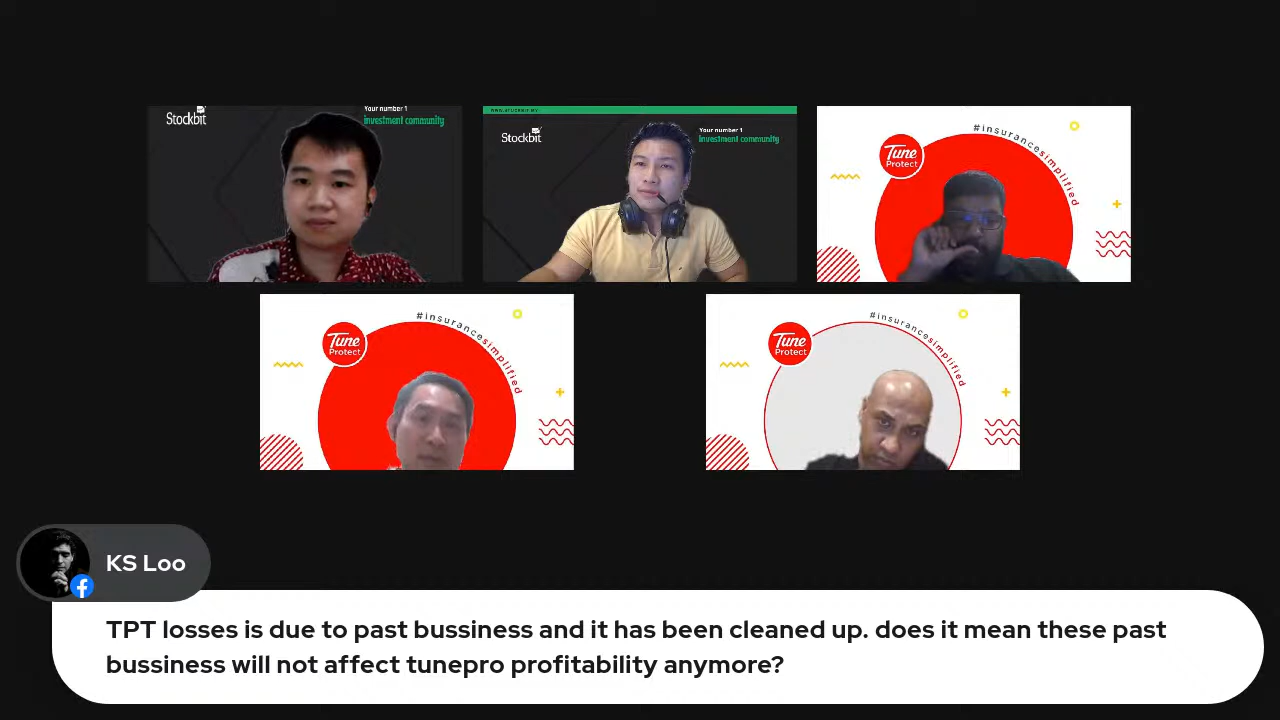 Stockbit
Your number 1
investment community
Stockbit
Your number 1
investment community
Tune
Protect
#insurancesimplified
Tune
Protect
#insurancesimplified
Tune
Protect
#insurancesimplified
KS Loo
TPT losses is due to past bussiness and it has been cleaned up. does it mean these past
bussiness will not affect tunepro profitability anymore?